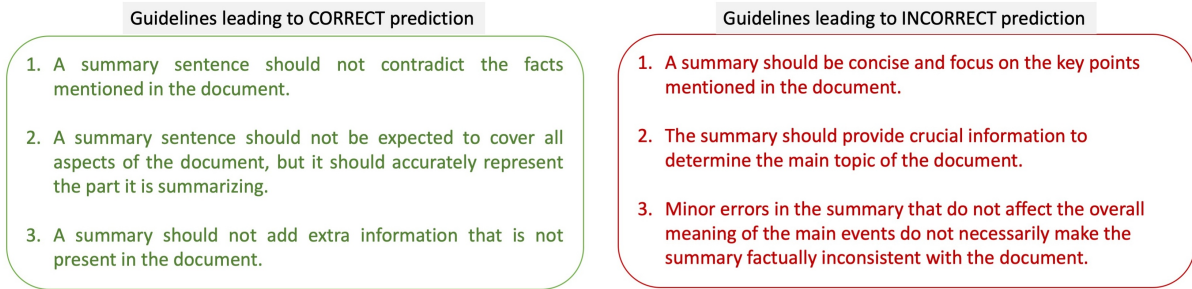 Guidelines leading to CORRECT prediction
1. A summary sentence should not contradict the facts
mentioned in the document.
2. A summary sentence should not be expected to cover all
aspects of the document, but it should accurately represent
the part it is summarizing.
3. A summary should not add extra information that is not
present in the document.
Guidelines leading to INCORRECT prediction
1. A summary should be concise and focus on the key points
mentioned in the document.
2. The summary should provide crucial information to
determine the main topic of the document.
3. Minor errors in the summary that do not affect the overall
meaning of the main events do not necessarily make the
summary factually inconsistent with the document.